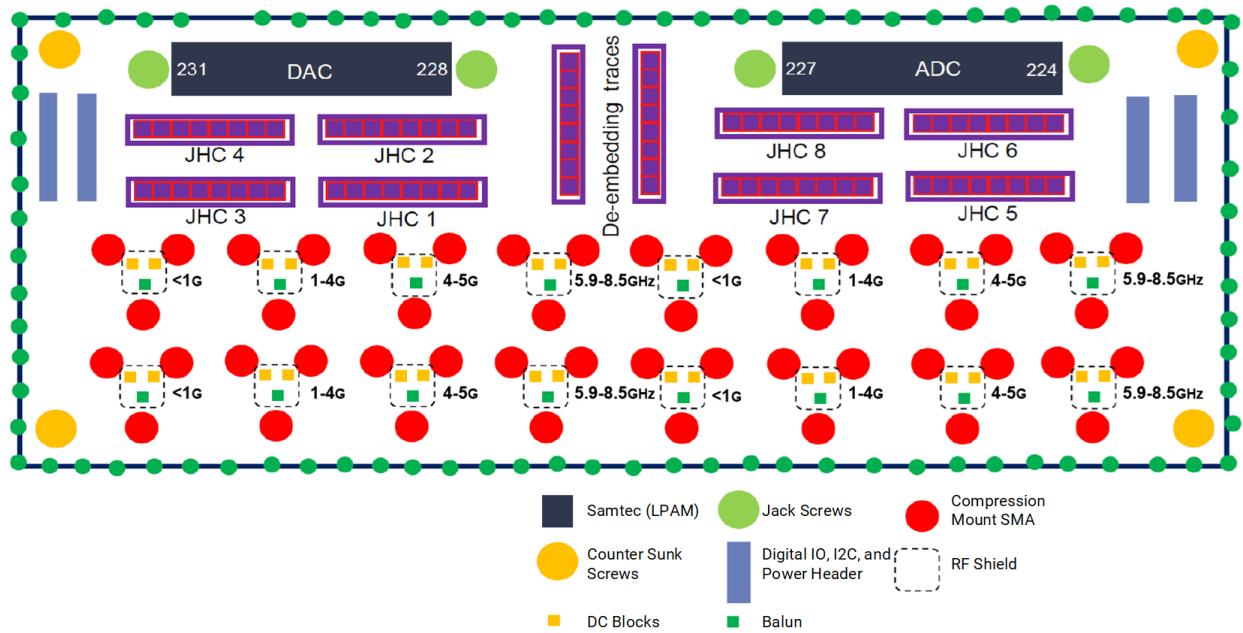 231 DAC 228
De-embedding traces
227 ADC 224
JHC 4 JHC 2 JHC 8 JHC 6
JHC 3 JHC 1 JHC 7 JHC 5
<1G 1-4G 4-5G 5.9-8.5GHz <1G 1-4G 4-5G 5.9-8.5GHz
<1G 1-4G 4-5G 5.9-8.5GHz <1G 1-4G 4-5G 5.9-8.5GHz
Samtec (LPAM)
Jack Screws
Compression
Mount SMA
Counter Sunk
Screws
Digital IO, I2C, and
Power Header
RF Shield
DC Blocks
Balun